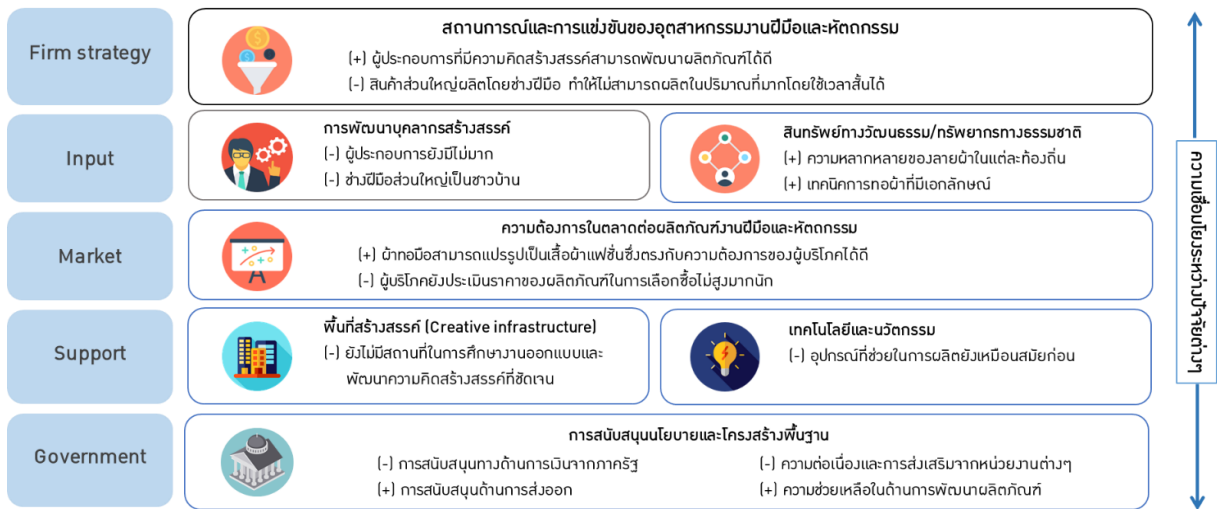 Firm strategy
สถานการณ์และการแข่งขันของอุตสาหกรรมงานฝีมือและหัตถกรรม
(+) ผู้ประกอบการที่มีความคิดสร้างสรรค์สามารถพัฒนาผลิตภัณฑ์ได้ดี
(-) สินค้าส่วนใหญ่ผลิตโดยช่างฝีมือ ทำให้ไม่สามารถผลิตในปริมาณที่มากโดยใช้เวลาสั้นได้
Input
การพัฒนาบุคลากรสร้างสรรค์
(-) ผู้ประกอบการยังมีไม่มาก
(-) ช่างฝีมือส่วนใหญ่เป็นชาวบ้าน
สินทรัพย์ทางวัฒนธรรม/ทรัพยากรทางธรรมชาติ
(+) ความหลากหลายของลายผ้าในแต่ละท้องถิ่น
(+) เทคนิคการทอผ้าที่มีเอกลักษณ์
Market
ความต้องการในตลาดต่อผลิตภัณฑ์งานฝีมือและหัตถกรรม
(+) ผ้าทอมือสามารถแปรรูปเป็นเสื้อผ้าแฟชั่นซึ่งตรงกับความต้องการของผู้บริโภคได้ดี
(-) ผู้บริโภคยังประเมินราคาของผลิตภัณฑ์ในการเลือกซื้อไม่สูงมากนัก
Support
พื้นที่สร้างสรรค์ (Creative infrastructure)
(-) ยังไม่มีสถานที่ในการศึกษางานออกแบบและ
พัฒนาความคิดสร้างสรรค์ที่ชัดเจน
เทคโนโลยีและนวัตกรรม
(-) อุปกรณ์ที่ช่วยในการผลิตยังเหมือนสมัยก่อน
Government
การสนับสนุนนโยบายและโครงสร้างพื้นฐาน
(-) การสนับสนุนทางด้านการเงินจากภาครัฐ
(+) การสนับสนุนด้านการส่งออก
(-) ความต่อเนื่องและการส่งเสริมจากหน่วยงานต่างๆ
(+) ความช่วยเหลือในด้านการพัฒนาผลิตภัณฑ์
ความเชื่อมโยงระหว่างปัจจัยต่างๆ